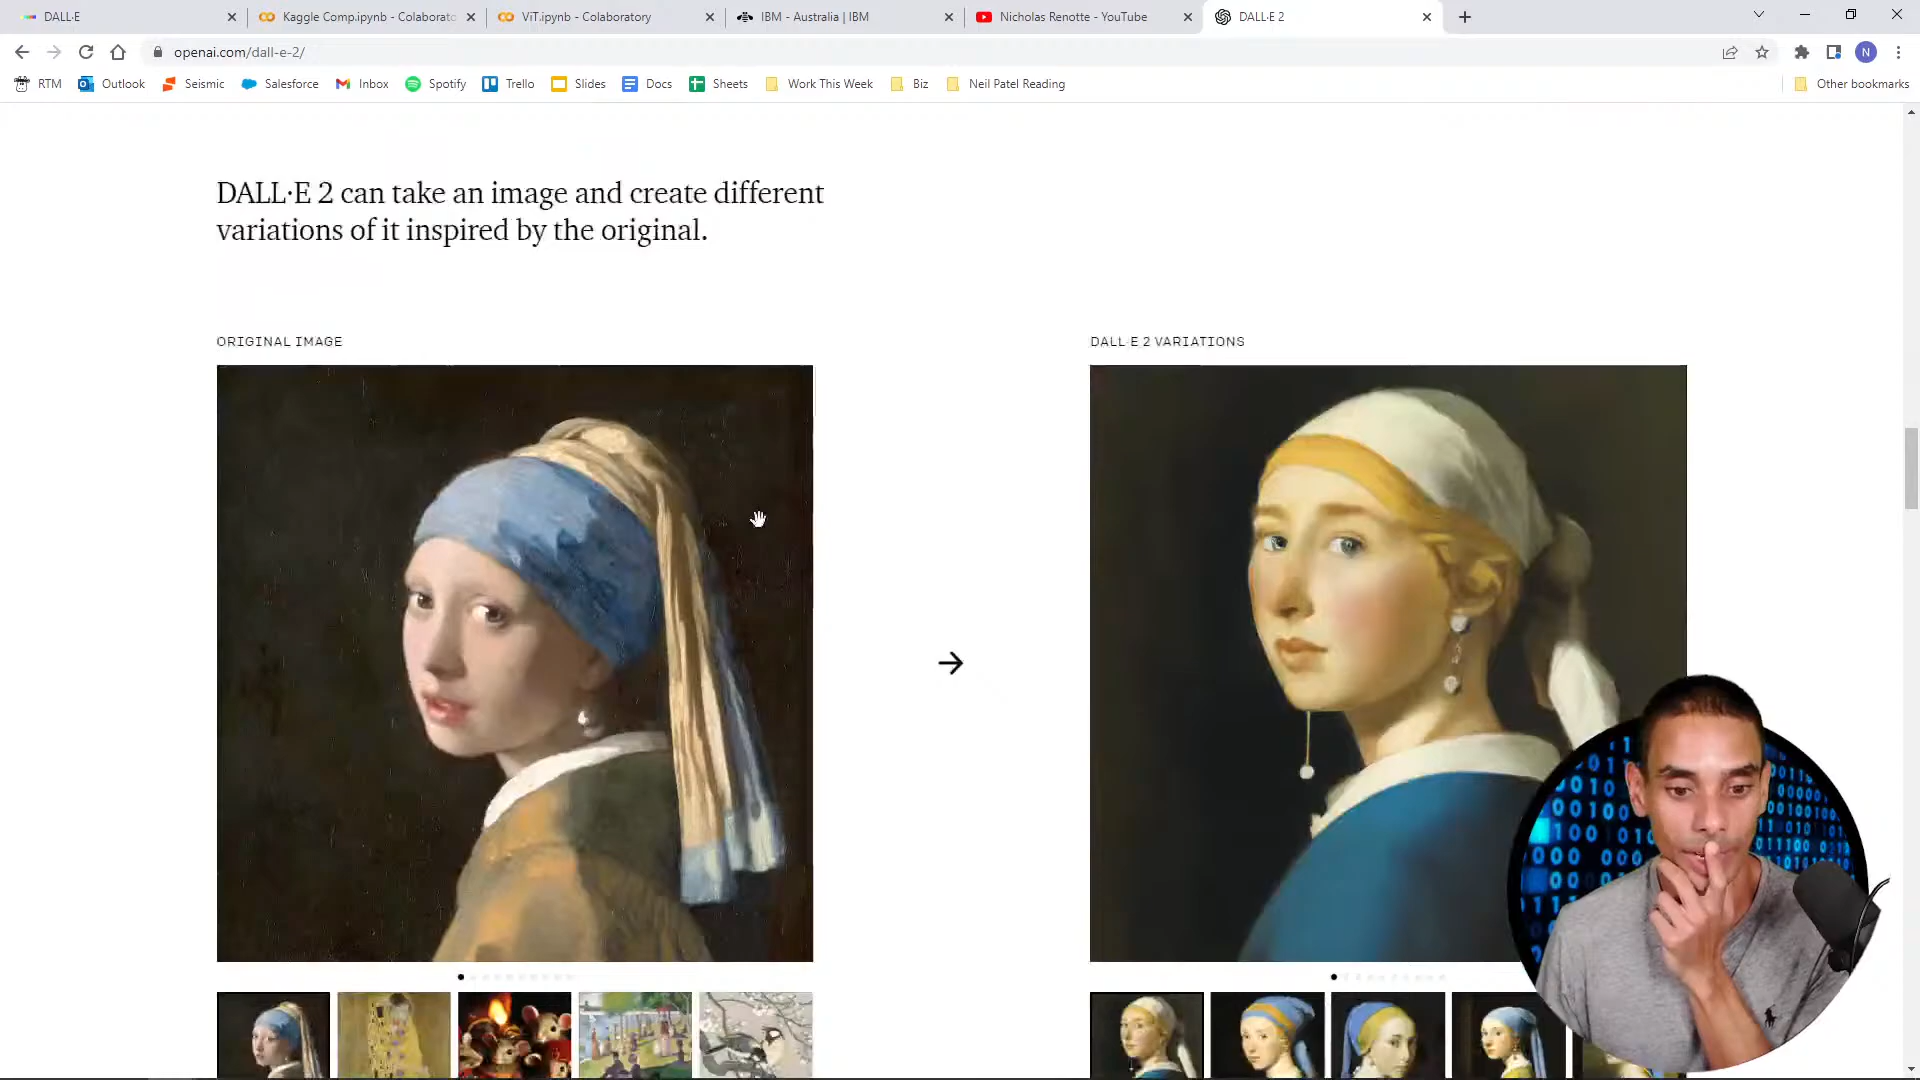 DALL·E
Kaggle Comp.ipynb - Colaborato
ViT.ipynb - Colaboratory
IBM - Australia | IBM
Nicholas Renotte - YouTube
DALL·E 2
openai.com/dall-e-2/
N
RTM
Outlook
Seismic
Salesforce
Inbox
Spotify
Trello
Slides
Docs
Sheets
Work This Week
Biz
Neil Patel Reading
Other bookmarks
DALL·E 2 can take an image and create different
variations of it inspired by the original.
ORIGINAL IMAGE
DALL·E 2 VARIATIONS